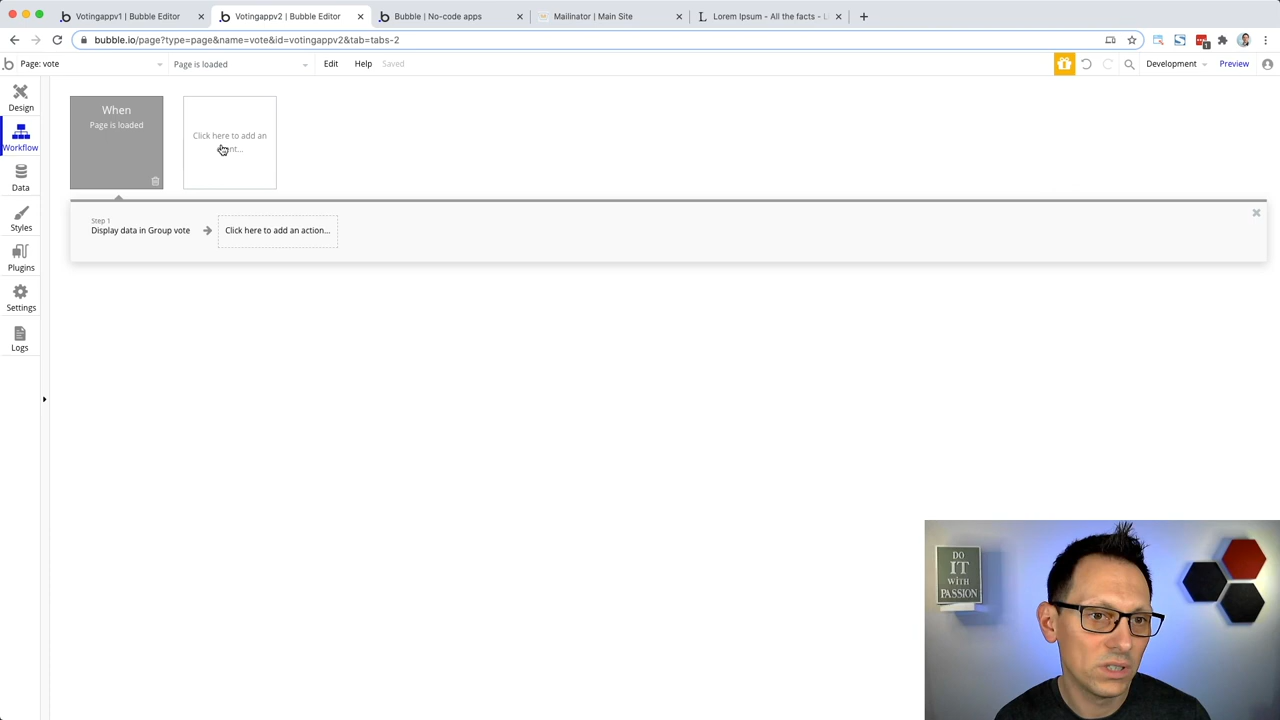 Votingappv1 | Bubble Editor
Votingappv2 | Bubble Editor
Bubble | No-code apps
Mailinator | Main Site
Lorem Ipsum - All the facts -
bubble.io/page?type=page&name=vote&id=votingappv2&tab=tabs-2
Page: vote
Page is loaded
Edit
Help
Saved
Development
Preview
Design
Workflow
Data
Styles
Plugins
Settings
Logs
When
Page is loaded
Click here to add an
Step 1
Display data in Group vote
Click here to add an action...
DO
IT
WITH
PASSION